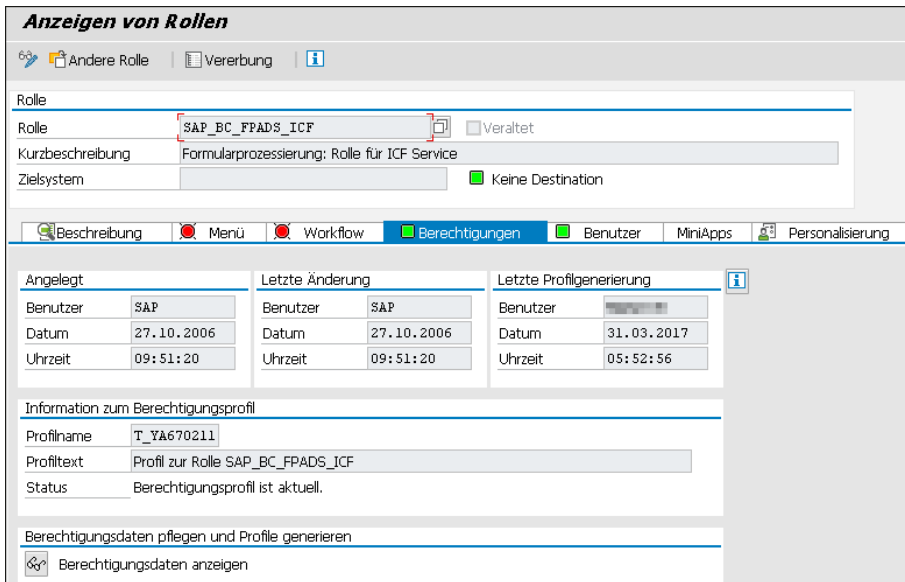 Anzeigen von Rollen
Andere Rolle Vererbung
Rolle
Rolle SAP_BC_FPADS_ICF Veraltet
Kurzbeschreibung Formularprozessierung: Rolle für ICF Service
Zielsystem Keine Destination
Beschreibung Menü Workflow Berechtigungen Benutzer MiniApps Personalisierung
Angelegt Letzte Änderung Letzte Profilgenerierung
Benutzer SAP Benutzer SAP Benutzer
Datum 27.10.2006 Datum 27.10.2006 Datum 31.03.2017
Uhrzeit 09:51:20 Uhrzeit 09:51:20 Uhrzeit 05:52:56
Information zum Berechtigungsprofil
Profilname T_YA670211
Profiltext Profil zur Rolle SAP_BC_FPADS_ICF
Status Berechtigungsprofil ist aktuell.
Berechtigungsdaten pflegen und Profile generieren
Berechtigungsdaten anzeigen